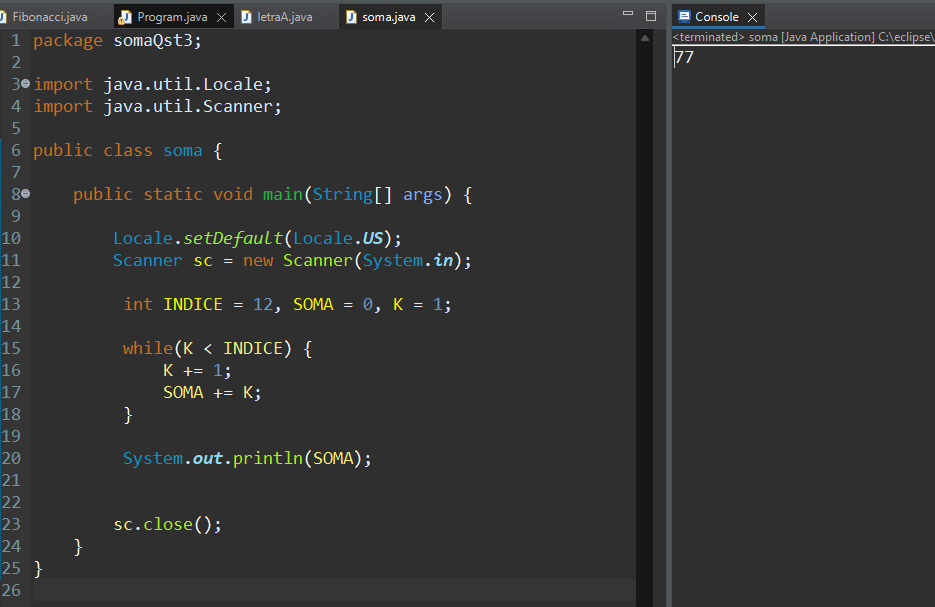 Fibonacci.java Program.java letraA.java soma.java
1 package somaQst3;
2
3 import java.util.Locale;
4 import java.util.Scanner;
5
6 public class soma {
7
8 public static void main(String[] args) {
9
10 Locale.setDefault(Locale.US);
11 Scanner sc = new Scanner(System.in);
12
13 int INDICE = 12, SOMA = 0, K = 1;
14
15 while(K < INDICE) {
16 K += 1;
17 SOMA += K;
18 }
19
20 System.out.println(SOMA);
21
22
23 sc.close();
24 }
25 }
26
Console
<terminated> soma [Java Application] C:\eclipse\
77